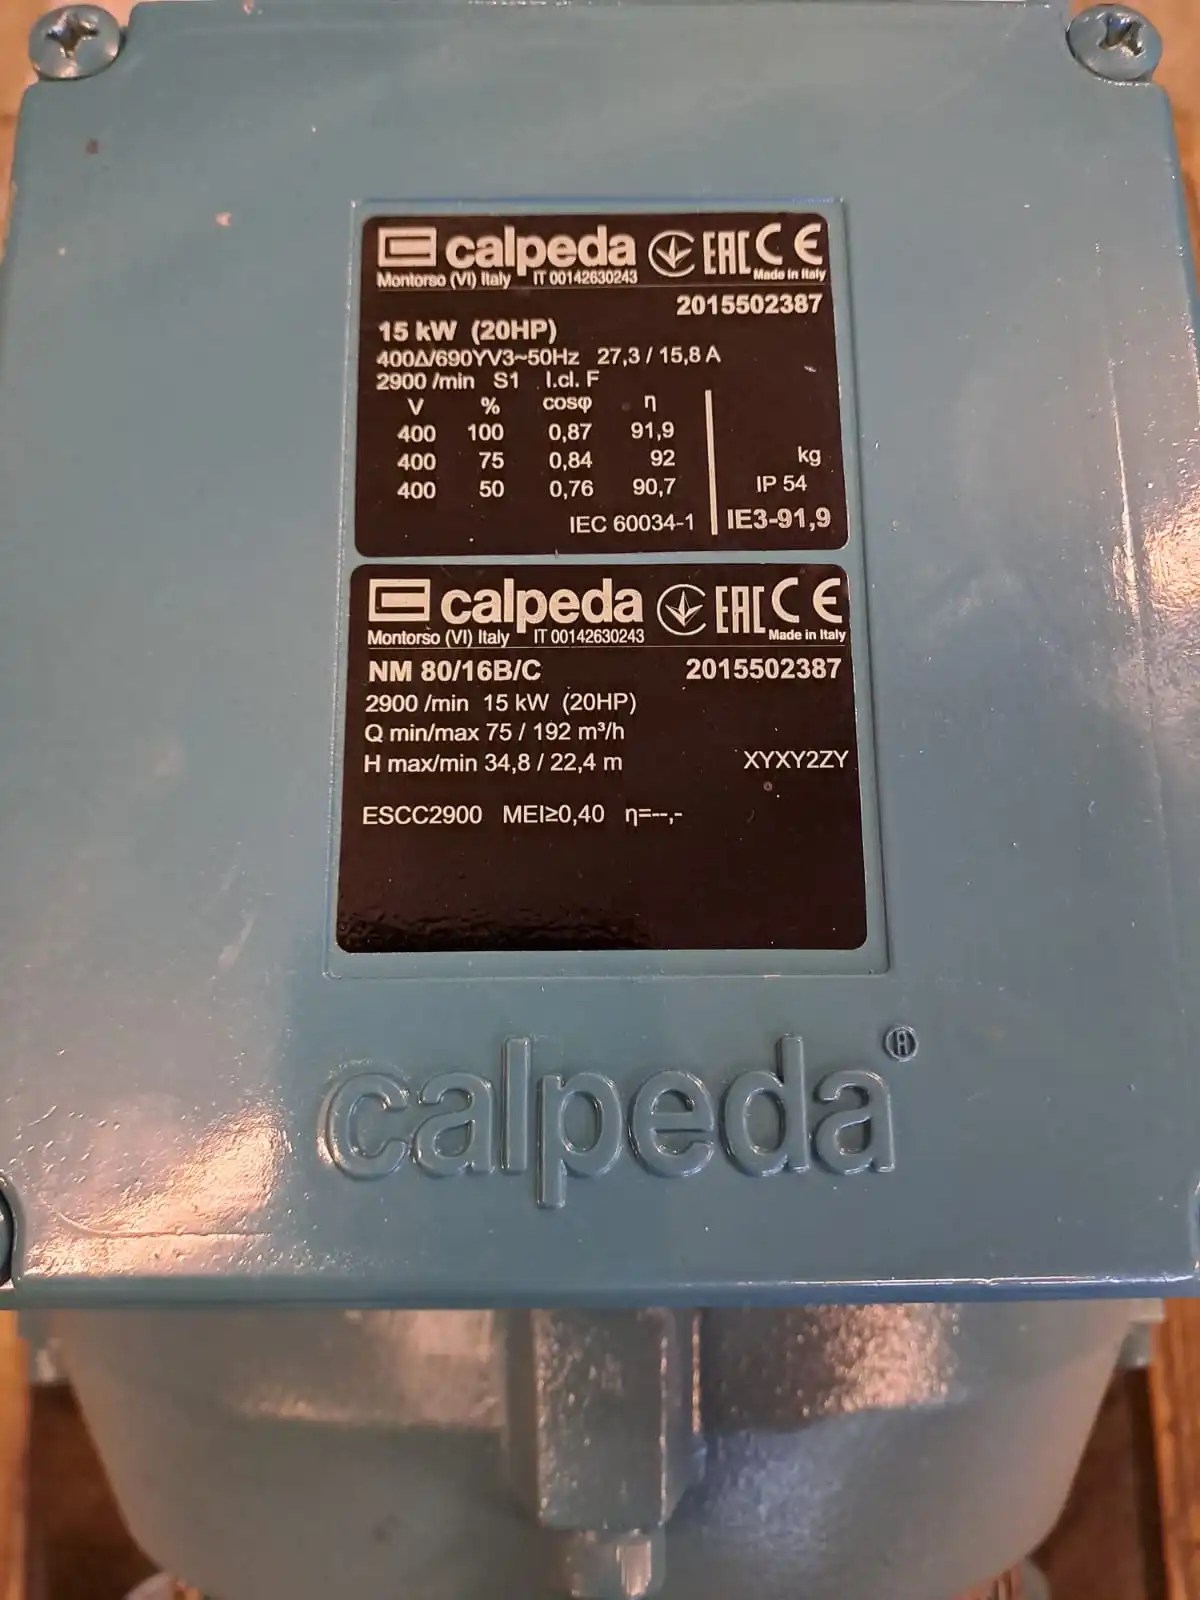 calpeda EAC CE
Montorso (VI) Italy IT 00142630243 Made in Italy
2015502387
15 kW (20HP)
400Δ/690YV3~50Hz 27,3 / 15,8 A
2900 /min S1 I.cl. F
V % cosφ η
400 100 0,87 91,9
400 75 0,84 92 kg
400 50 0,76 90,7 IP 54
IEC 60034-1 IE3-91,9
calpeda EAC CE
Montorso (VI) Italy IT 00142630243 Made in Italy
NM 80/16B/C 2015502387
2900 /min 15 kW (20HP)
Q min/max 75 / 192 m³/h
H max/min 34,8 / 22,4 m XYXY2ZY
ESCC2900 MEI≥0,40 η=--,-
calpeda®